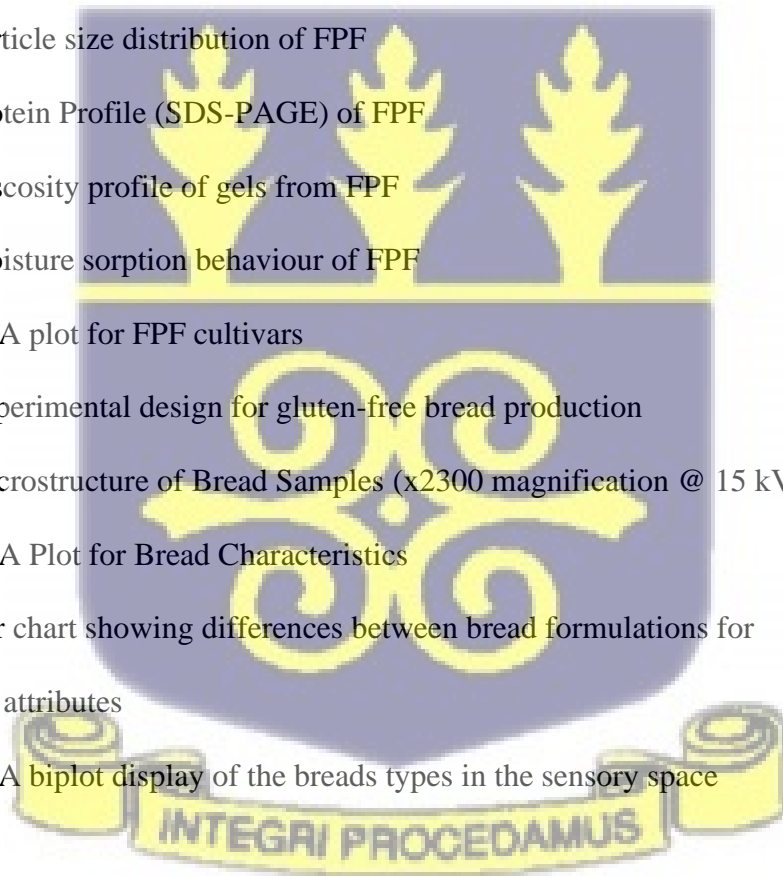 rticle size distribution of FPF
otein Profile (SDS-PAGE) of FPF
scosity profile of gels from FPF
oisture sorption behaviour of FPF
A plot for FPF cultivars
perimental design for gluten-free bread production
crostructure of Bread Samples (x2300 magnification @ 15 kV
A Plot for Bread Characteristics
r chart showing differences between bread formulations for
attributes
A biplot display of the breads types in the sensory space
INTEGRI PROCEDAMUS